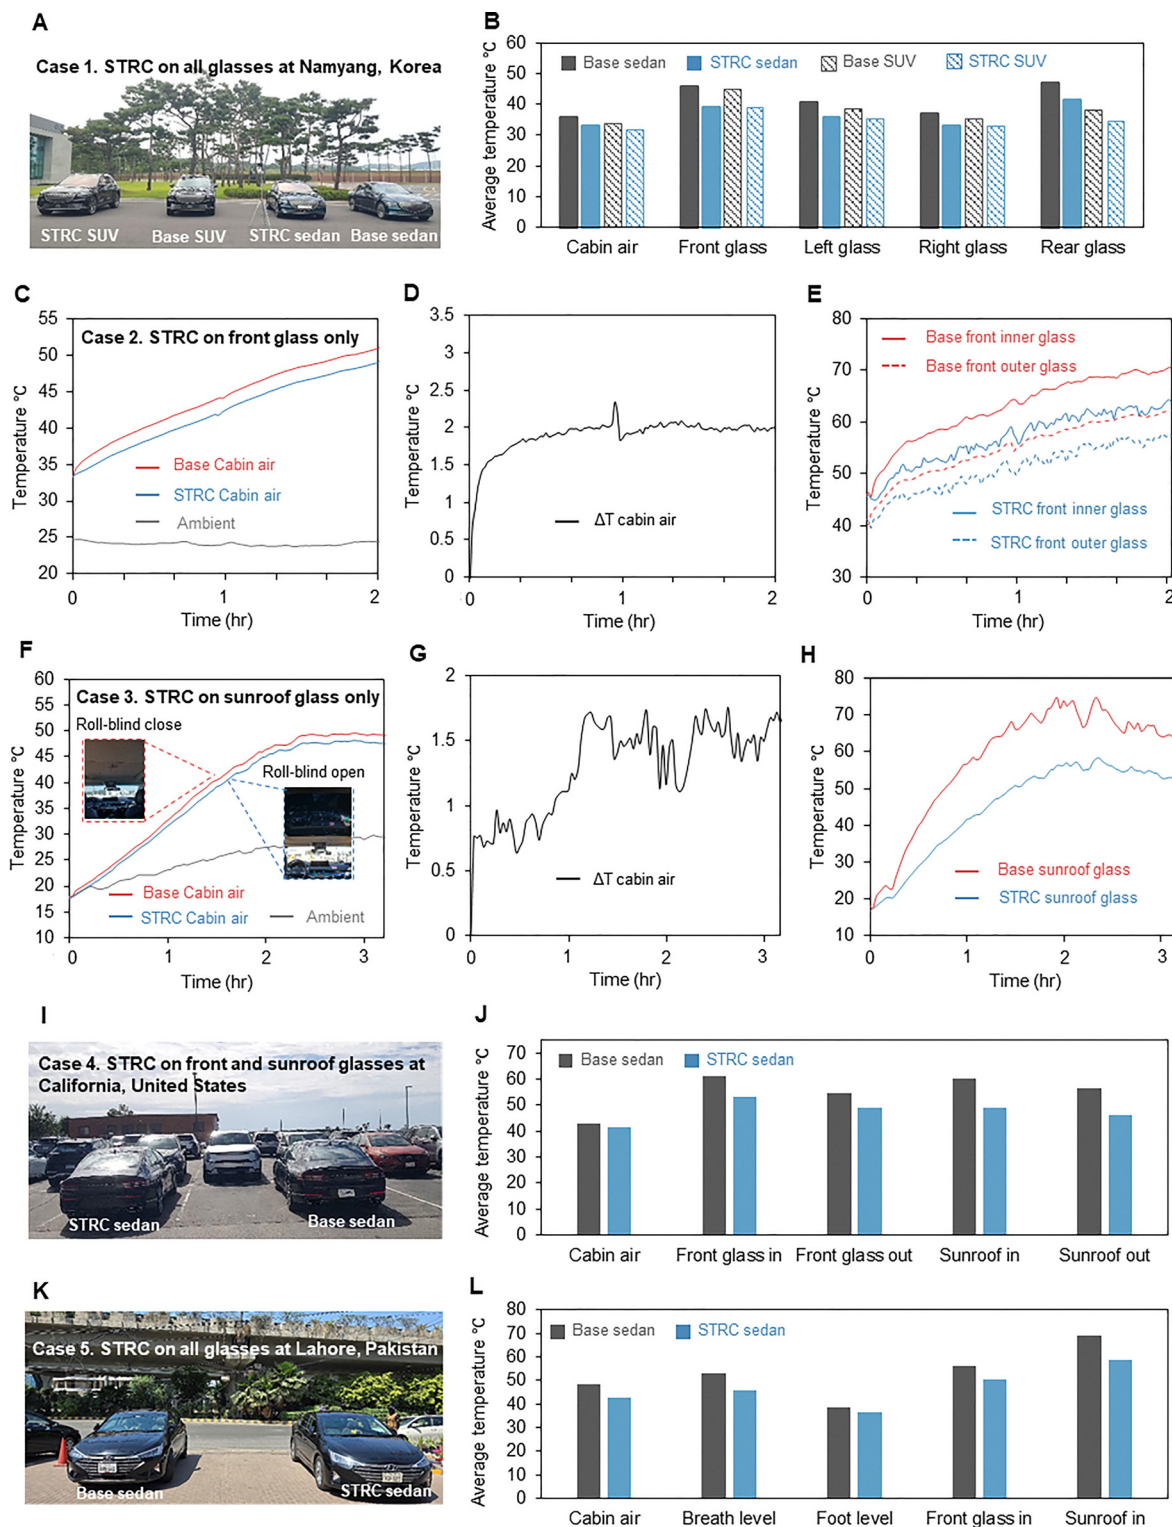 A
Case 1. STRC on all glasses at Namyang, Korea
STRC SUV
Base SUV
STRC sedan
Base sedan
B
Average temperature °C
60
50
40
30
20
10
0
Base sedan
STRC sedan
Base SUV
STRC SUV
Cabin air
Front glass
Left glass
Right glass
Rear glass
C
Case 2. STRC on front glass only
Temperature °C
55
50
45
40
35
30
25
20
Base Cabin air
STRC Cabin air
Ambient
0
1
2
Time (hr)
D
Temperature °C
3.5
3
2.5
2
1.5
1
0.5
0
ΔT cabin air
0
1
2
Time (hr)
E
Temperature °C
80
70
60
50
40
30
Base front inner glass
Base front outer glass
STRC front inner glass
STRC front outer glass
0
1
2
Time (hr)
F
Case 3. STRC on sunroof glass only
Temperature °C
60
55
50
45
40
35
30
25
20
15
10
Roll-blind close
Roll-blind open
Base Cabin air
STRC Cabin air
Ambient
0
1
2
3
Time (hr)
G
Temperature °C
2
1.5
1
0.5
0
ΔT cabin air
0
1
2
3
Time (hr)
H
Temperature °C
80
70
60
50
40
30
20
10
Base sunroof glass
STRC sunroof glass
0
1
2
3
Time (hr)
I
Case 4. STRC on front and sunroof glasses at
California, United States
STRC sedan
Base sedan
J
Average temperature °C
70
60
50
40
30
20
10
0
Base sedan
STRC sedan
Cabin air
Front glass in
Front glass out
Sunroof in
Sunroof out
K
Case 5. STRC on all glasses at Lahore, Pakistan
Base sedan
STRC sedan
L
Average temperature °C
80
70
60
50
40
30
20
10
0
Base sedan
STRC sedan
Cabin air
Breath level
Foot level
Front glass in
Sunroof in